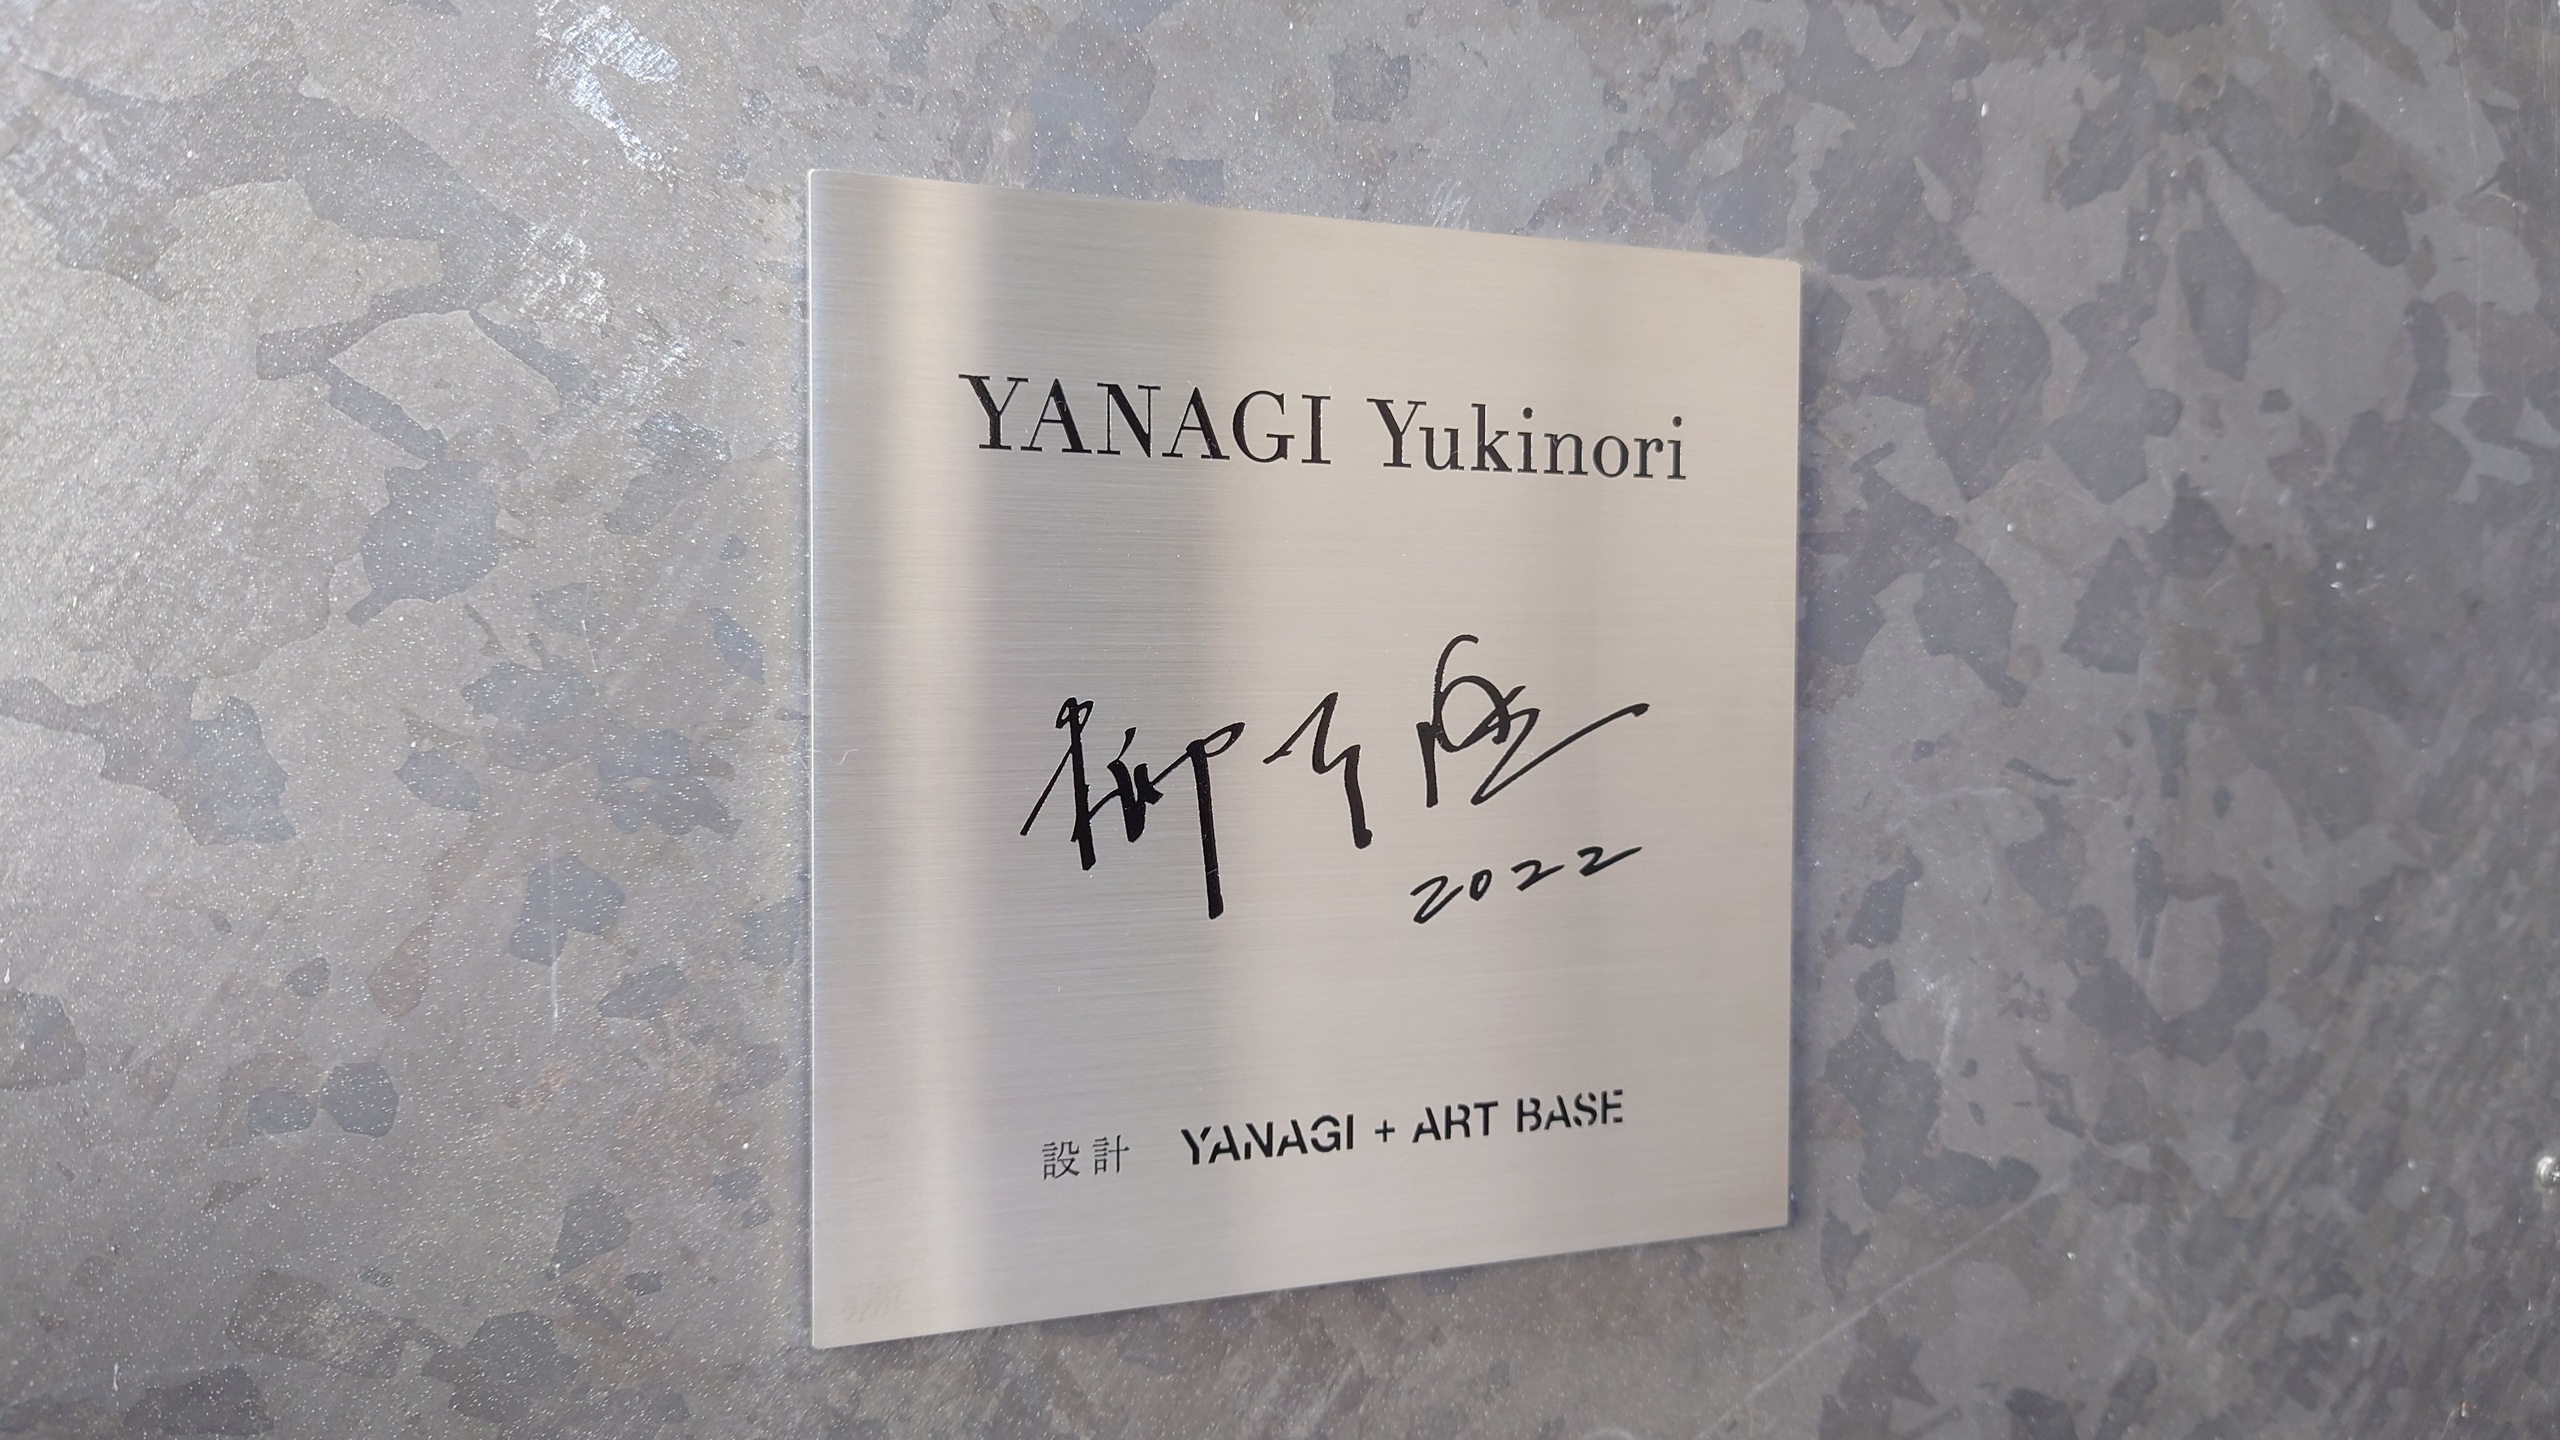 YANAGI Yukinori
柳幸典
2022
設計 YANAGI + ART BASE